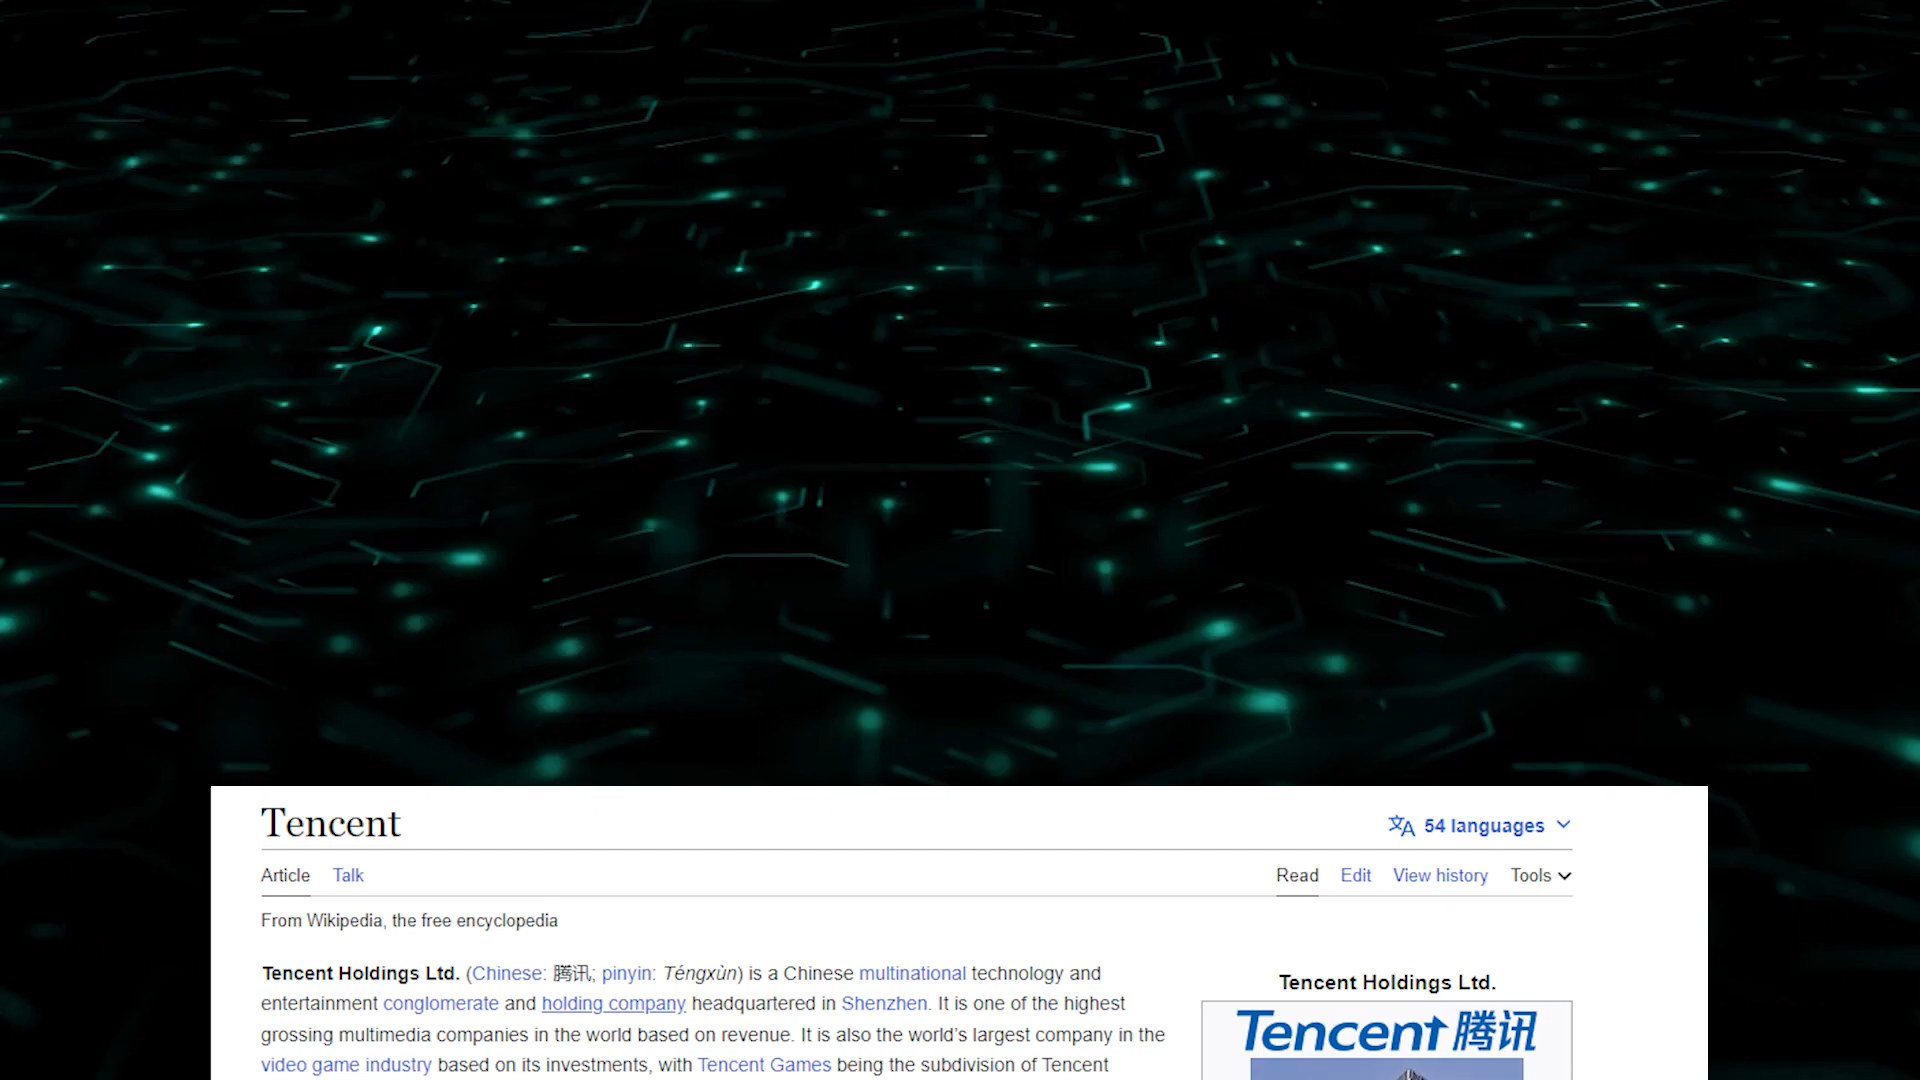 Tencent
54 languages
Article Talk
Read Edit View history Tools
From Wikipedia, the free encyclopedia
Tencent Holdings Ltd. (Chinese: 腾讯; pinyin: Téngxùn) is a Chinese multinational technology and
entertainment conglomerate and holding company headquartered in Shenzhen. It is one of the highest
grossing multimedia companies in the world based on revenue. It is also the world's largest company in the
video game industry based on its investments, with Tencent Games being the subdivision of Tencent
Tencent Holdings Ltd.
Tencent 腾讯